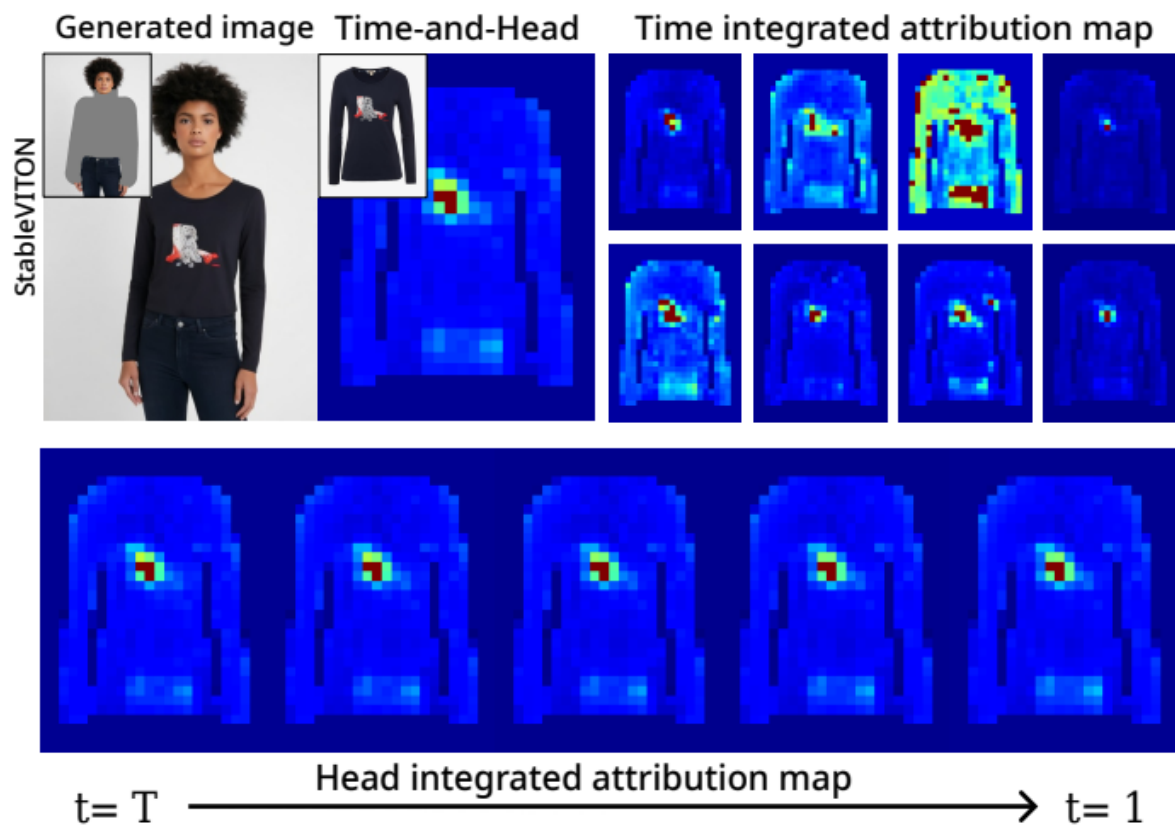 Generated image
Time-and-Head
Time integrated attribution map
StableVITON
Head integrated attribution map
t= T
t= 1